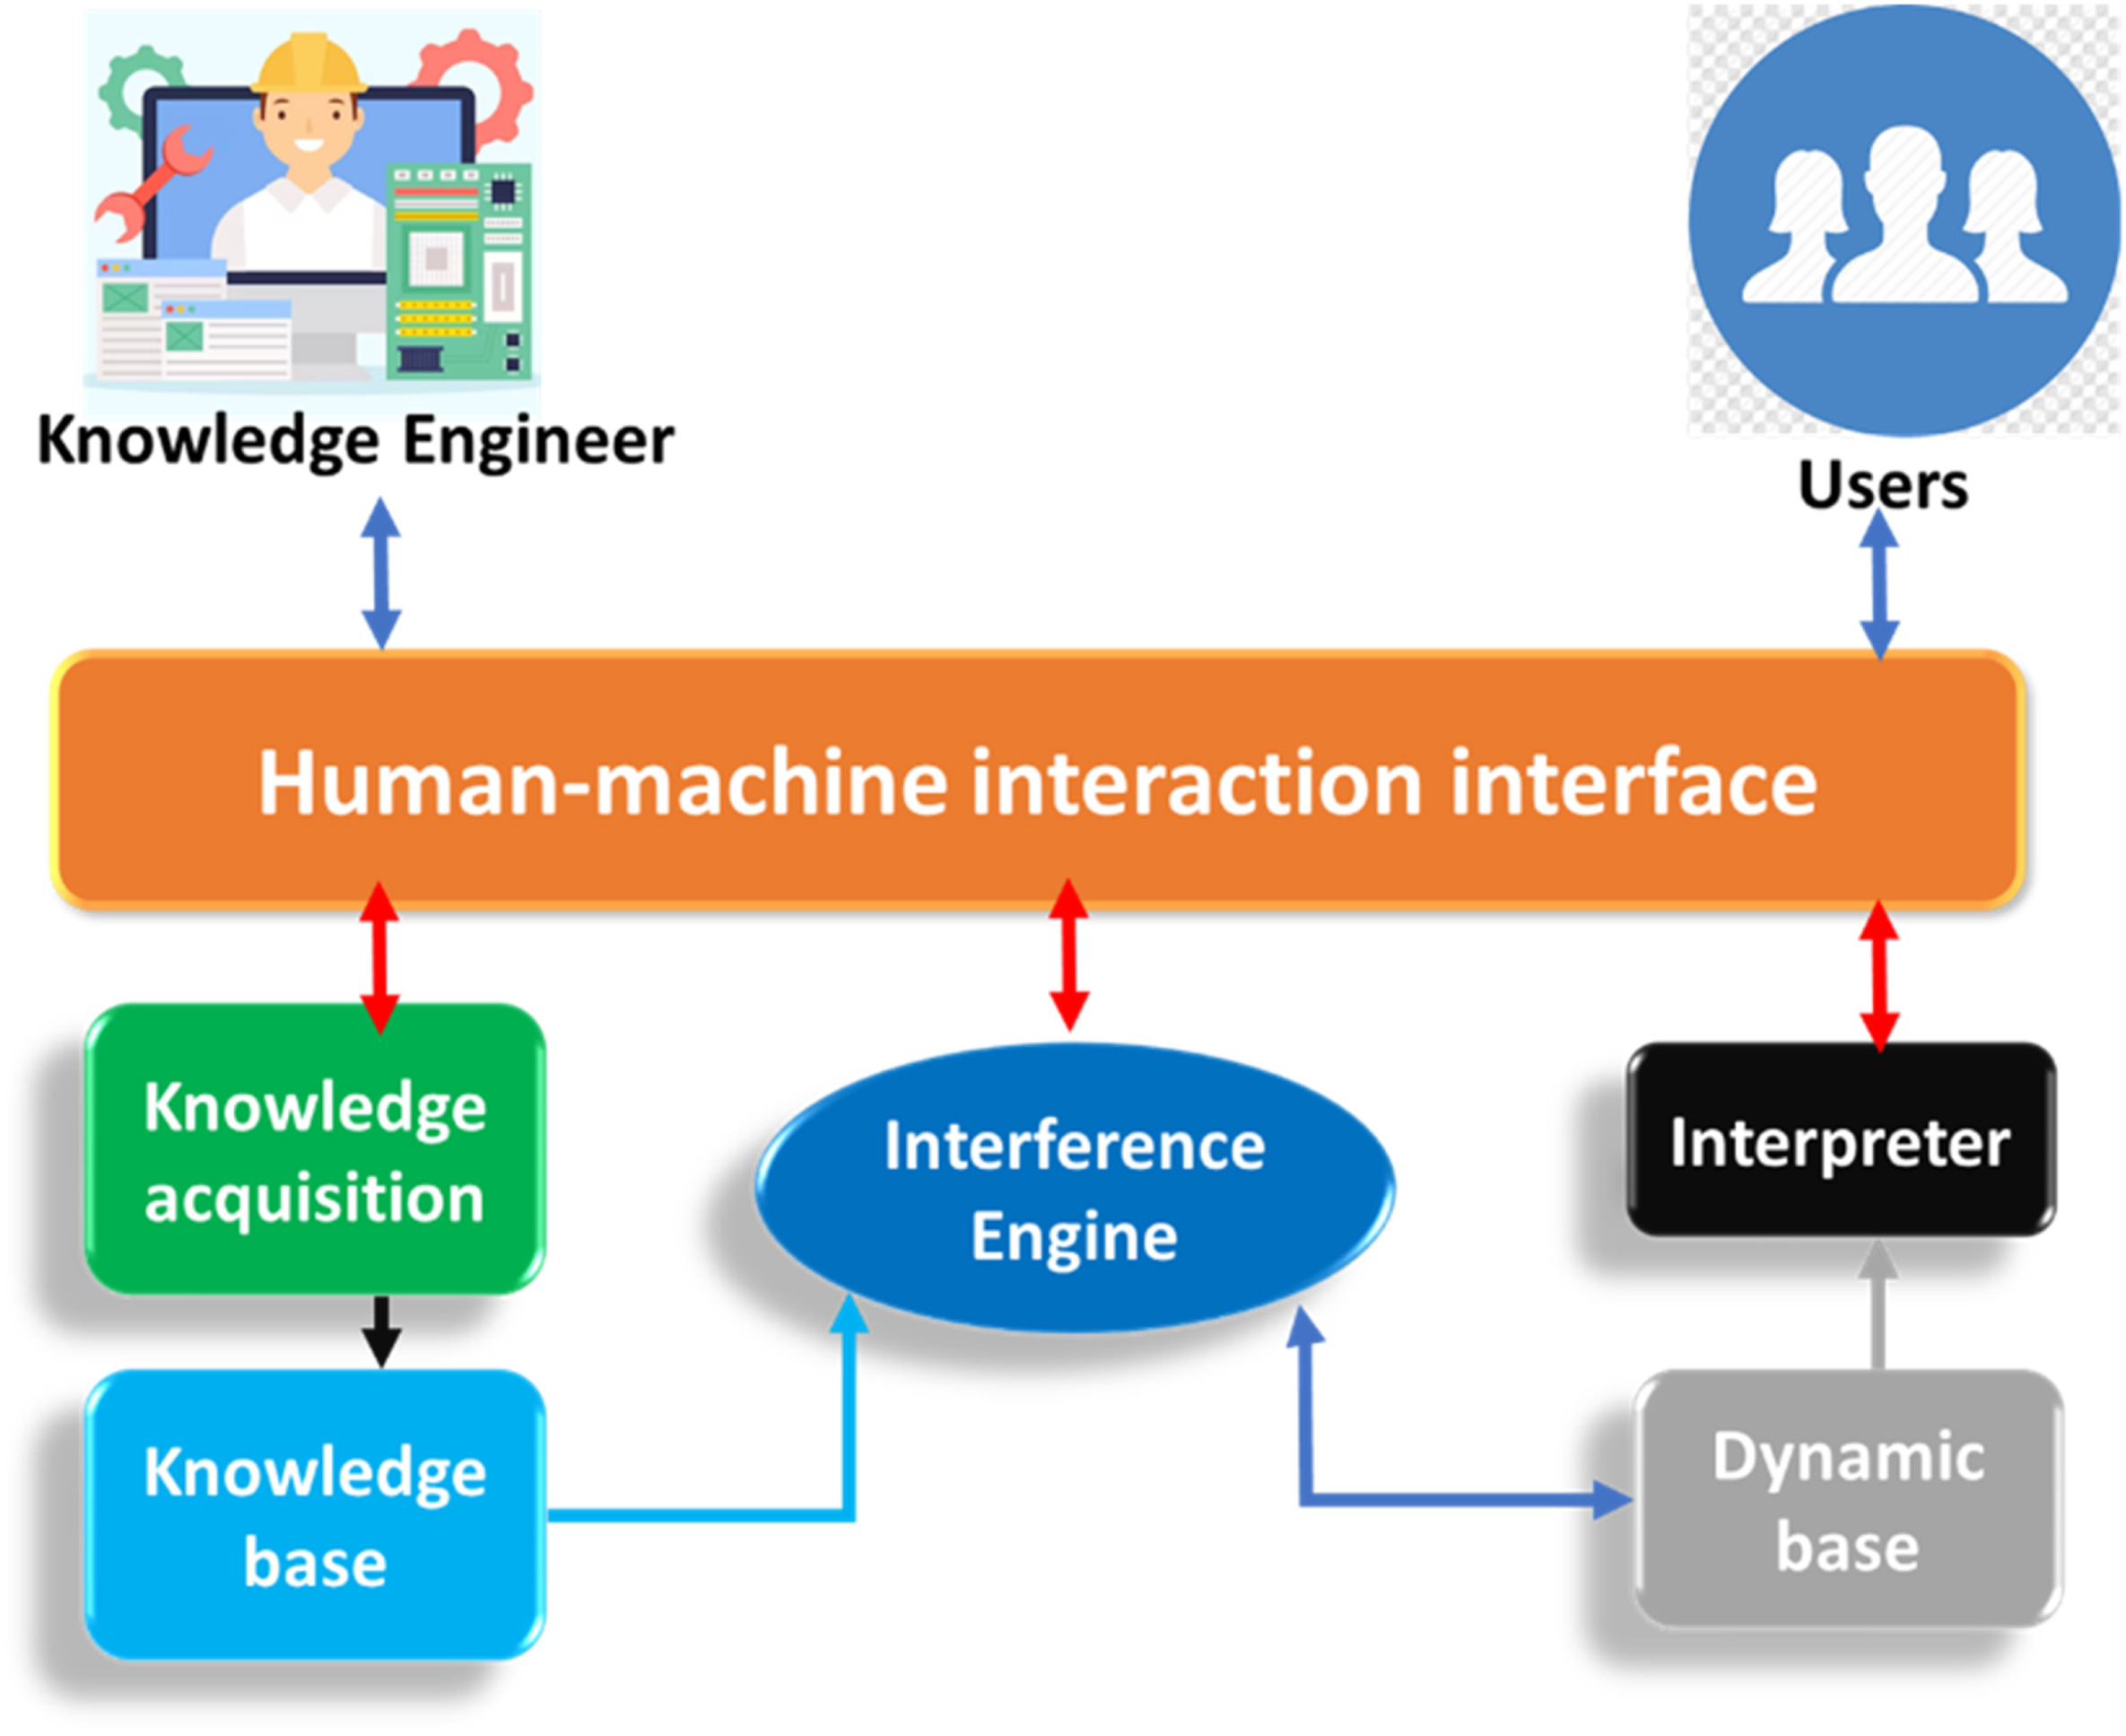 Knowledge Engineer
Users
Human-machine interaction interface
Knowledge
acquisition
Interference
Engine
Interpreter
Knowledge
base
Dynamic
base